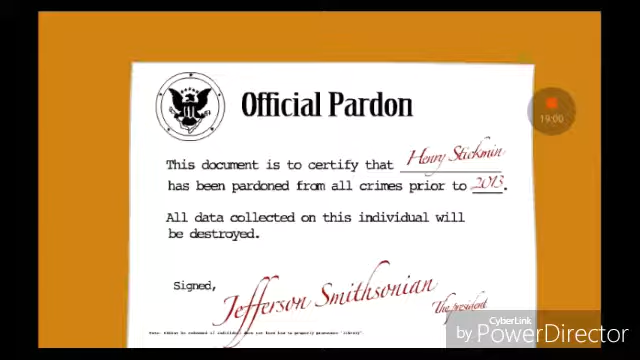 Official Pardon
This document is to certify that Henry Stickmin
has been pardoned from all crimes prior to 2013.
All data collected on this individual will
be destroyed.
Signed,
Jefferson Smithsonian
The president
19:00
CyberLink
by PowerDirector